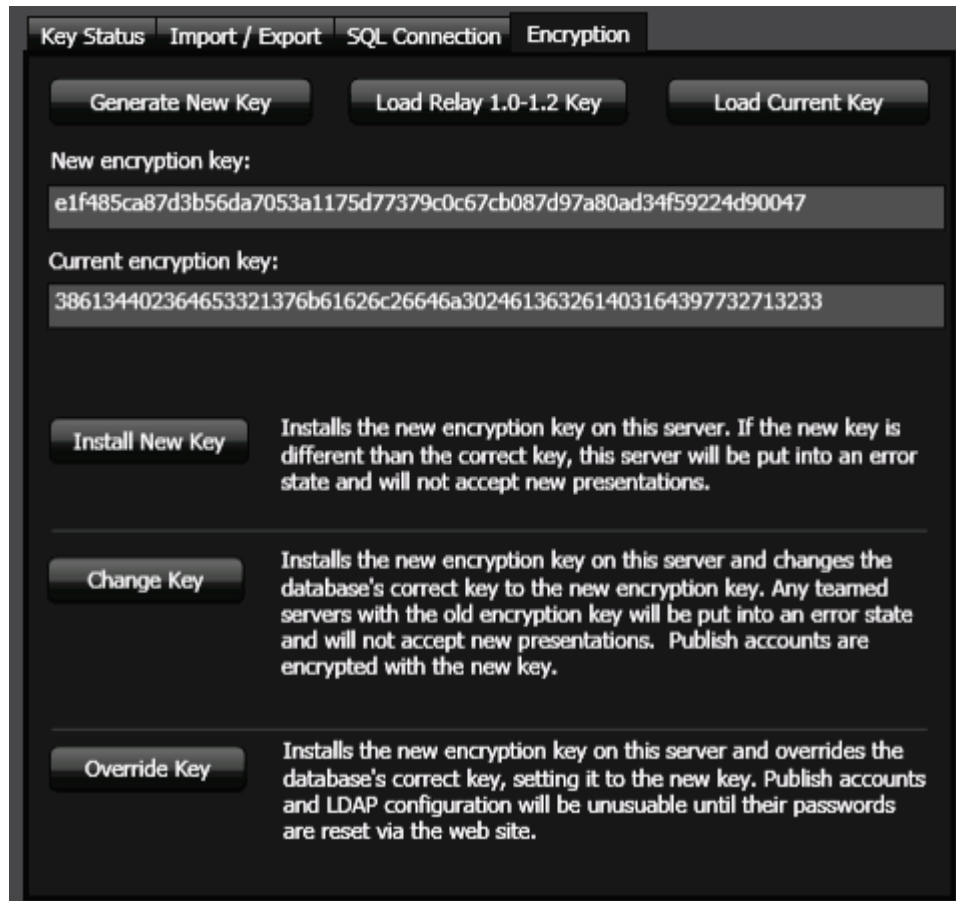 Key Status Import / Export SQL Connection Encryption
Generate New Key Load Relay 1.0-1.2 Key Load Current Key
New encryption key:
e1f485ca87d3b56da7053a1175d77379c0c67cb087d97a80ad34f59224d90047
Current encryption key:
386134402364653321376b61626c26646a3024613632614031643977327132​33
Install New Key
Installs the new encryption key on this server. If the new key is
different than the correct key, this server will be put into an error
state and will not accept new presentations.
Change Key
Installs the new encryption key on this server and changes the
database's correct key to the new encryption key. Any teamed
servers with the old encryption key will be put into an error state
and will not accept new presentations. Publish accounts are
encrypted with the new key.
Override Key
Installs the new encryption key on this server and overrides the
database's correct key, setting it to the new key. Publish accounts
and LDAP configuration will be unusuable until their passwords
are reset via the web site.